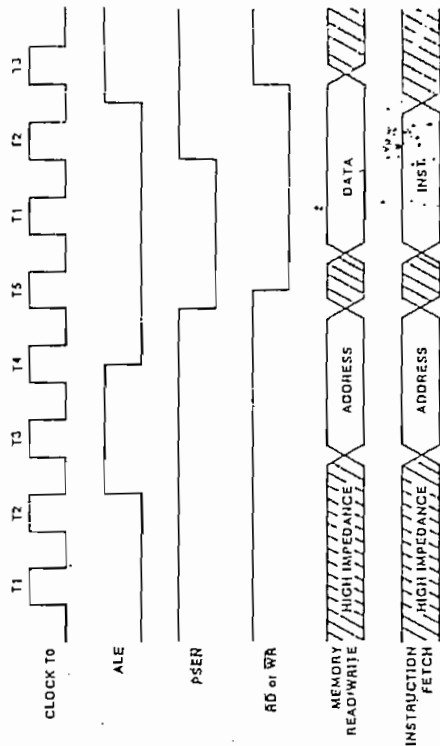 T1 T2 T3 T4 T5 T1 T2 T3
CLOCK TO
ALE
PSEN
RD or WR
MEMORY
READ/WRITE
HIGH IMPEDANCE
ADDRESS
DATA
INSTRUCTION
FETCH
HIGH IMPEDANCE
ADDRESS
INST.